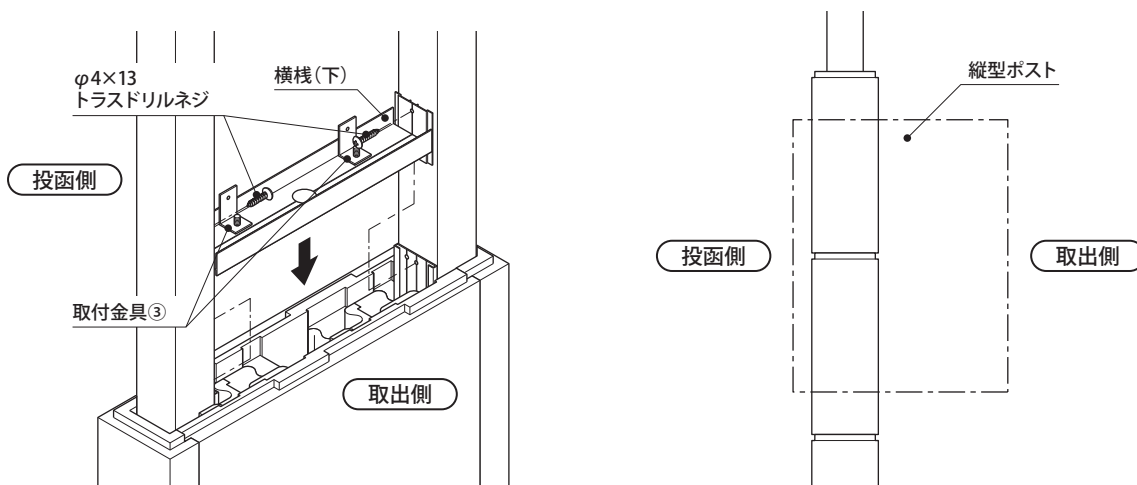 φ4×13
トラスドリルネジ
横桟(下)
投函側
取付金具③
取出側
縦型ポスト
投函側
取出側